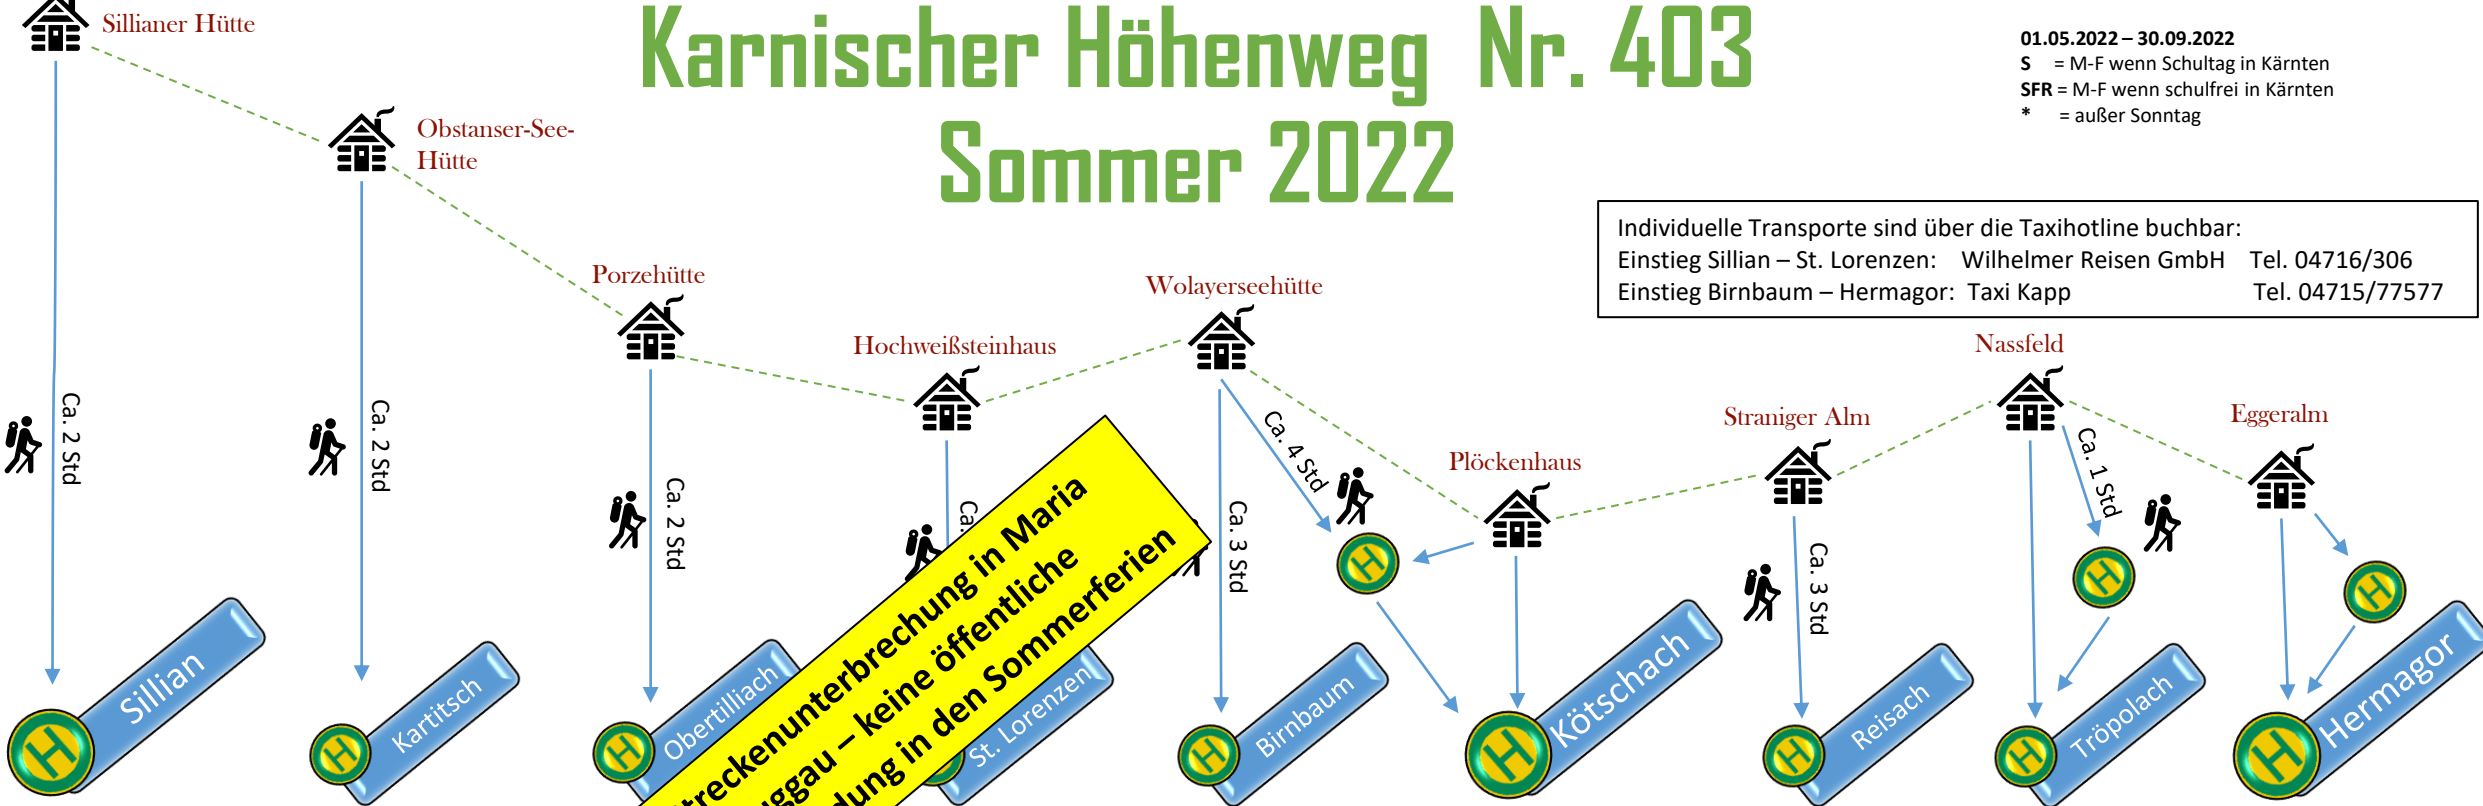 Karnischer Höhenweg Nr. 403
Sommer 2022
01.05.2022 – 30.09.2022
S = M-F wenn Schultag in Kärnten
SFR = M-F wenn schulfrei in Kärnten
* = außer Sonntag
Individuelle Transporte sind über die Taxihotline buchbar:
Einstieg Sillian – St. Lorenzen: Wilhelmer Reisen GmbH Tel. 04716/306
Einstieg Birnbaum – Hermagor: Taxi Kapp Tel. 04715/77577
Sillianer Hütte
Obstanser-See-
Hütte
Porzehütte
Hochweißsteinhaus
Wolayerseehütte
Plöckenhaus
Straniger Alm
Nassfeld
Eggeralm
Ca. 2 Std
Ca. 2 Std
Ca. 2 Std
Ca.
Ca. 3 Std
Ca. 4 Std
Ca. 3 Std
Ca. 1 Std
treckenunterbrechung in Maria
ggau – keine öffentliche
dung in den Sommerferien
H Sillian
H Kartitsch
H Obertilliach
St. Lorenzen
H Birnbaum
H
H Kötschach
H Reisach
H
H Tröpolach
H
H Hermagor